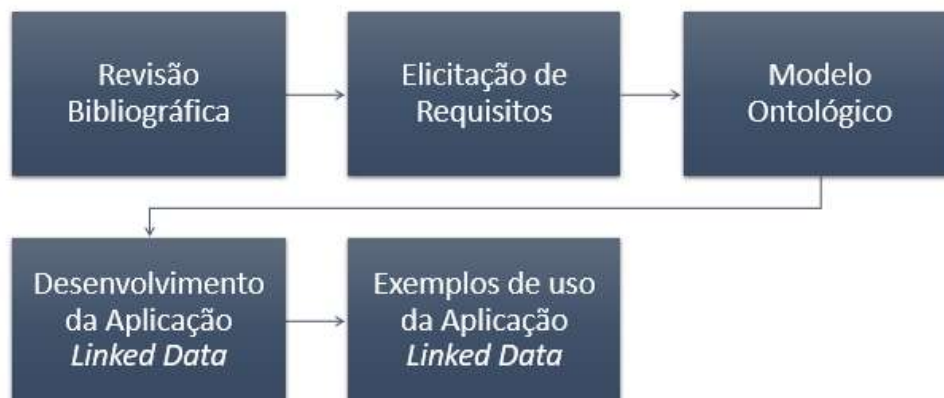 Revisão
Bibliográfica
Elicitação de
Requisitos
Modelo
Ontológico
Desenvolvimento
da Aplicação
Linked Data
Exemplos de uso
da Aplicação
Linked Data